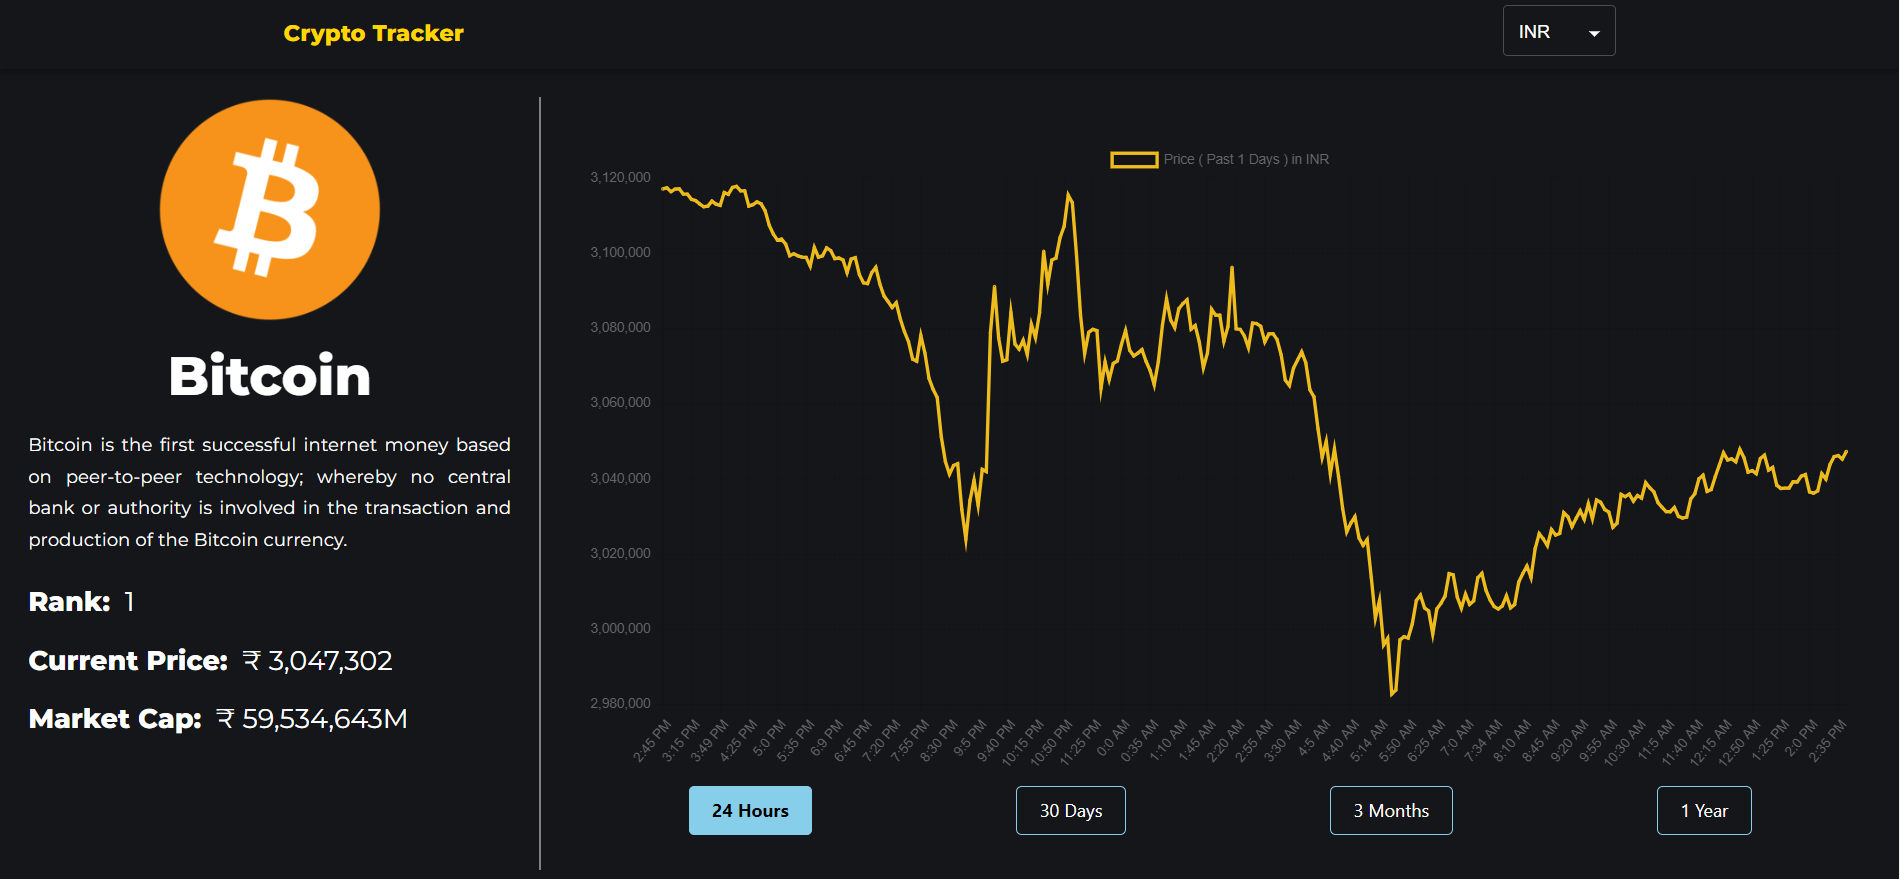 Crypto Tracker
INR
Bitcoin
Bitcoin is the first successful internet money based
on peer-to-peer technology; whereby no central
bank or authority is involved in the transaction and
production of the Bitcoin currency.
Rank: 1
Current Price: ₹ 3,047,302
Market Cap: ₹ 59,534,643M
Price ( Past 1 Days ) in INR
3,120,000
3,100,000
3,080,000
3,060,000
3,040,000
3,020,000
3,000,000
2,980,000
2:45 PM
3:15 PM
3:49 PM
4:25 PM
5:0 PM
5:35 PM
6:9 PM
6:45 PM
7:20 PM
7:55 PM
8:30 PM
9:5 PM
9:40 PM
10:15 PM
10:50 PM
11:25 PM
0:0 AM
0:35 AM
1:10 AM
1:45 AM
2:20 AM
2:55 AM
3:30 AM
4:5 AM
4:40 AM
5:14 AM
5:50 AM
6:25 AM
7:0 AM
7:34 AM
8:10 AM
8:45 AM
9:20 AM
9:55 AM
10:30 AM
11:5 AM
11:40 AM
12:15 AM
12:50 AM
1:25 PM
2:0 PM
2:35 PM
24 Hours
30 Days
3 Months
1 Year